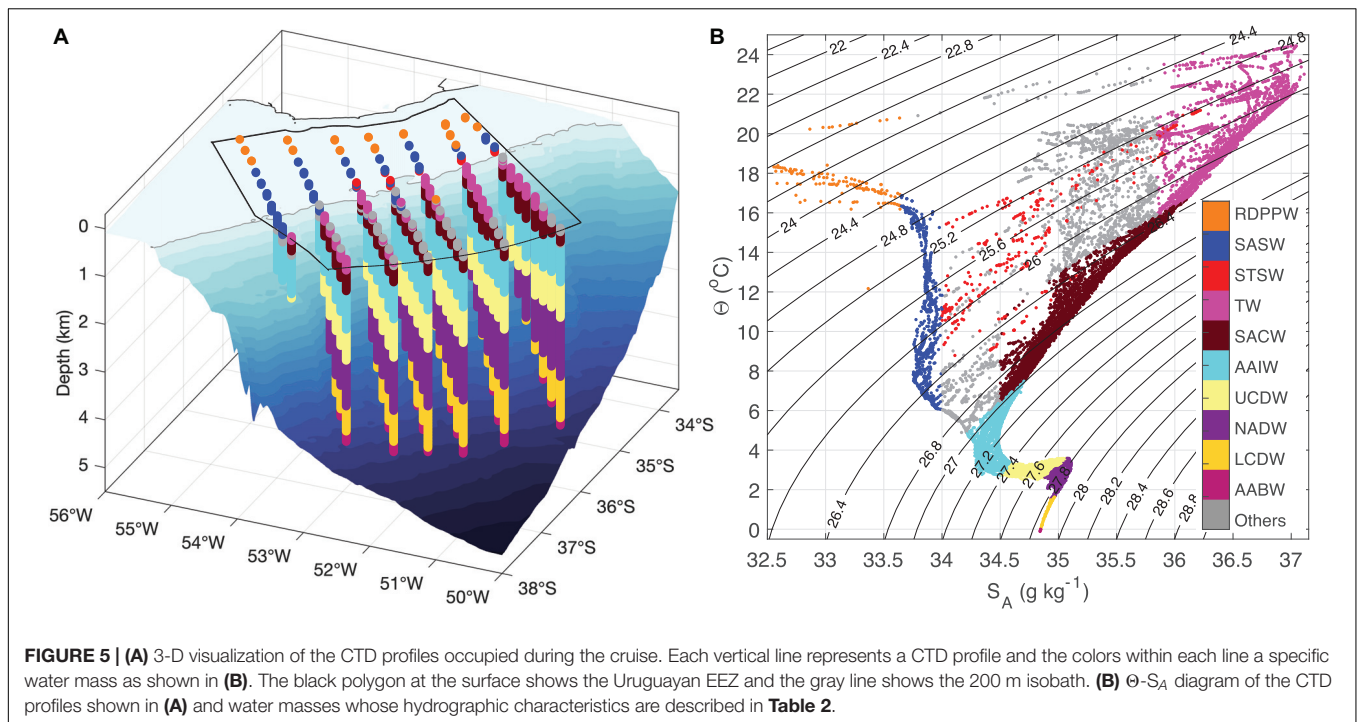 A
0
1
2
3
4
5
Depth (km)
56°W
55°W
54°W
53°W
52°W
51°W
50°W
38°S
37°S
36°S
35°S
34°S
B
24
22
20
18
16
14
12
10
8
6
4
2
0
Θ (°C)
32.5
33
33.5
34
34.5
35
35.5
36
36.5
37
S_A (g kg⁻¹)
22
22.4
22.8
24.4
24.8
24
24.4
24.8
25.2
25.6
26
26.4
26.8
27
27.2
27.4
27.6
27.8
28
28.2
28.4
28.6
28.8
RDPPW
SASW
STSW
TW
SACW
AAIW
UCDW
NADW
LCDW
AABW
Others
FIGURE 5 | (A) 3-D visualization of the CTD profiles occupied during the cruise. Each vertical line represents a CTD profile and the colors within each line a specific
water mass as shown in (B). The black polygon at the surface shows the Uruguayan EEZ and the gray line shows the 200 m isobath. (B) Θ-S_A diagram of the CTD
profiles shown in (A) and water masses whose hydrographic characteristics are described in Table 2.